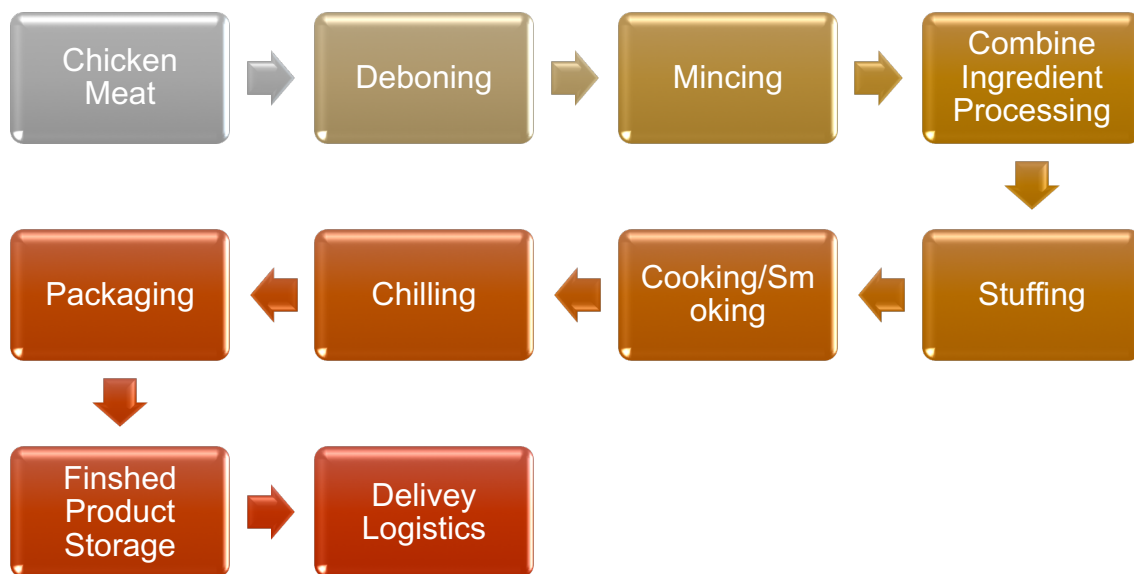 Chicken
Meat
Deboning
Mincing
Combine
Ingredient
Processing
Stuffing
Cooking/Sm
oking
Chilling
Packaging
Finshed
Product
Storage
Delivey
Logistics